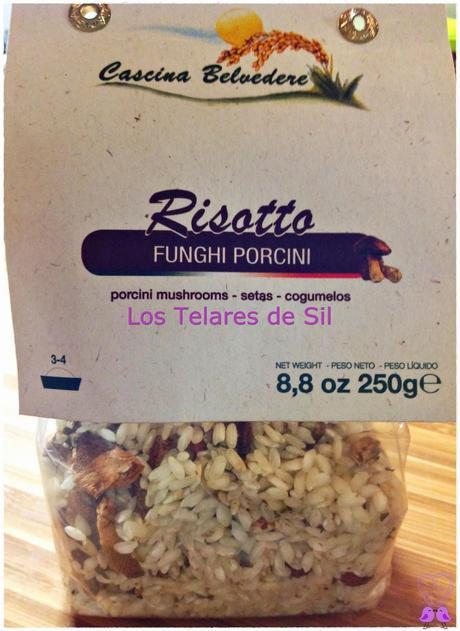 Cascina Belvedere
Risotto
FUNGHI PORCINI
porcini mushrooms - setas - cogumelos
Los Telares de Sil
3-4
NET WEIGHT - PESO NETO - PESO LÍQUIDO
8,8 oz 250g℮